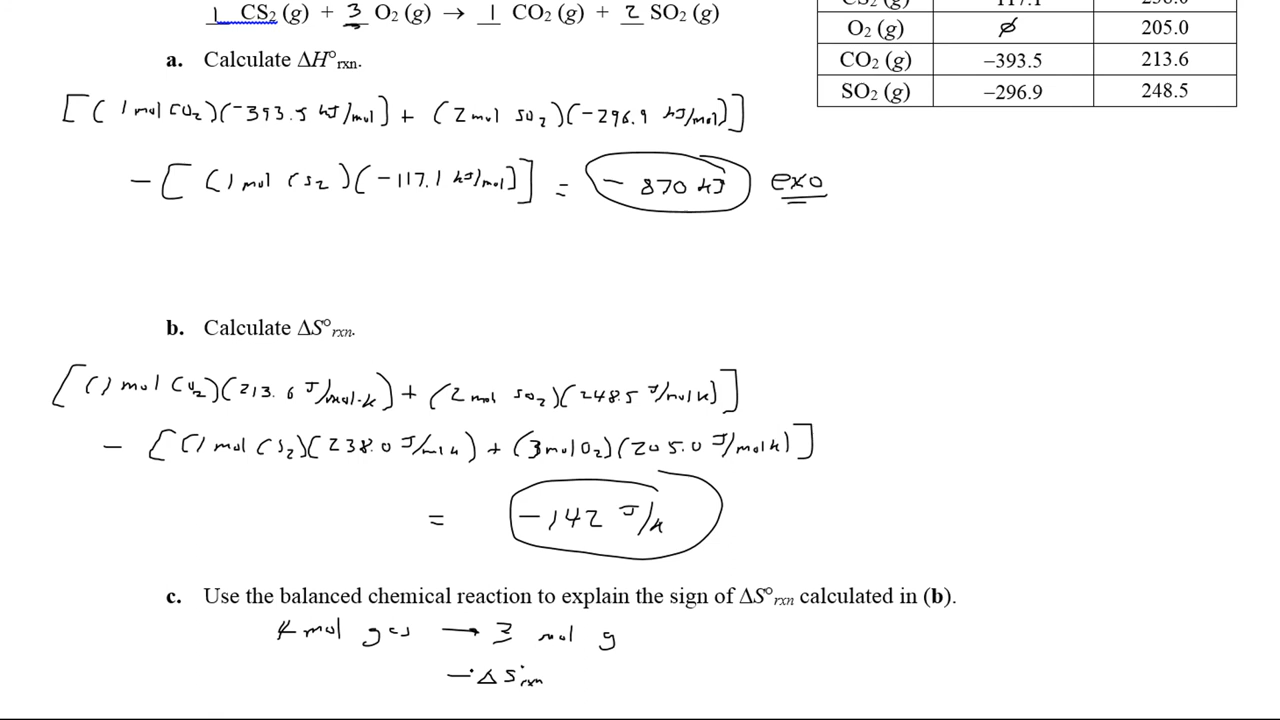 1 CS₂ (g) + 3 O₂ (g) → 1 CO₂ (g) + 2 SO₂ (g)
O₂ (g) ∅ 205.0
CO₂ (g) −393.5 213.6
SO₂ (g) −296.9 248.5
a. Calculate ΔH°rxn.
[(1 mol CO₂)(-393.5 kJ/mol] + (2 mol SO₂)(-296.9 kJ/mol)]
- [(1 mol CS₂)(-117.1 kJ/mol)] = -870 kJ exo
b. Calculate ΔS°rxn.
[(1 mol CO₂)(213.6 J/mol·K) + (2 mol SO₂)(248.5 J/mol K)]
- [(1 mol CS₂)(238.0 J/mol K) + (3 mol O₂)(205.0 J/mol K)]
= -142 J/K
c. Use the balanced chemical reaction to explain the sign of ΔS°rxn calculated in (b).
4 mol gas → 3 mol g
-ΔS°rxn